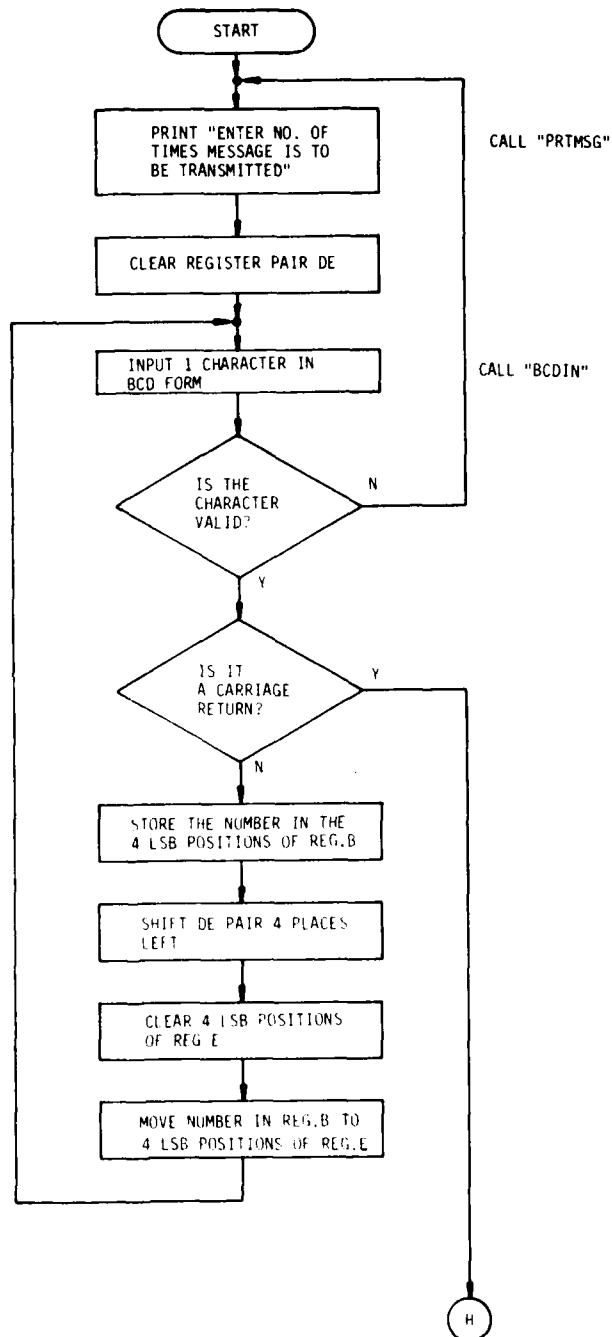 START
PRINT "ENTER NO. OF
TIMES MESSAGE IS TO
BE TRANSMITTED"
CALL "PRTMSG"
CLEAR REGISTER PAIR DE
INPUT 1 CHARACTER IN
BCD FORM
CALL "BCDIN"
IS THE
CHARACTER
VALID?
N
Y
IS IT
A CARRIAGE
RETURN?
Y
N
STORE THE NUMBER IN THE
4 LSB POSITIONS OF REG.B
SHIFT DE PAIR 4 PLACES
LEFT
CLEAR 4 LSB POSITIONS
OF REG E
MOVE NUMBER IN REG.B TO
4 LSB POSITIONS OF REG.E
H